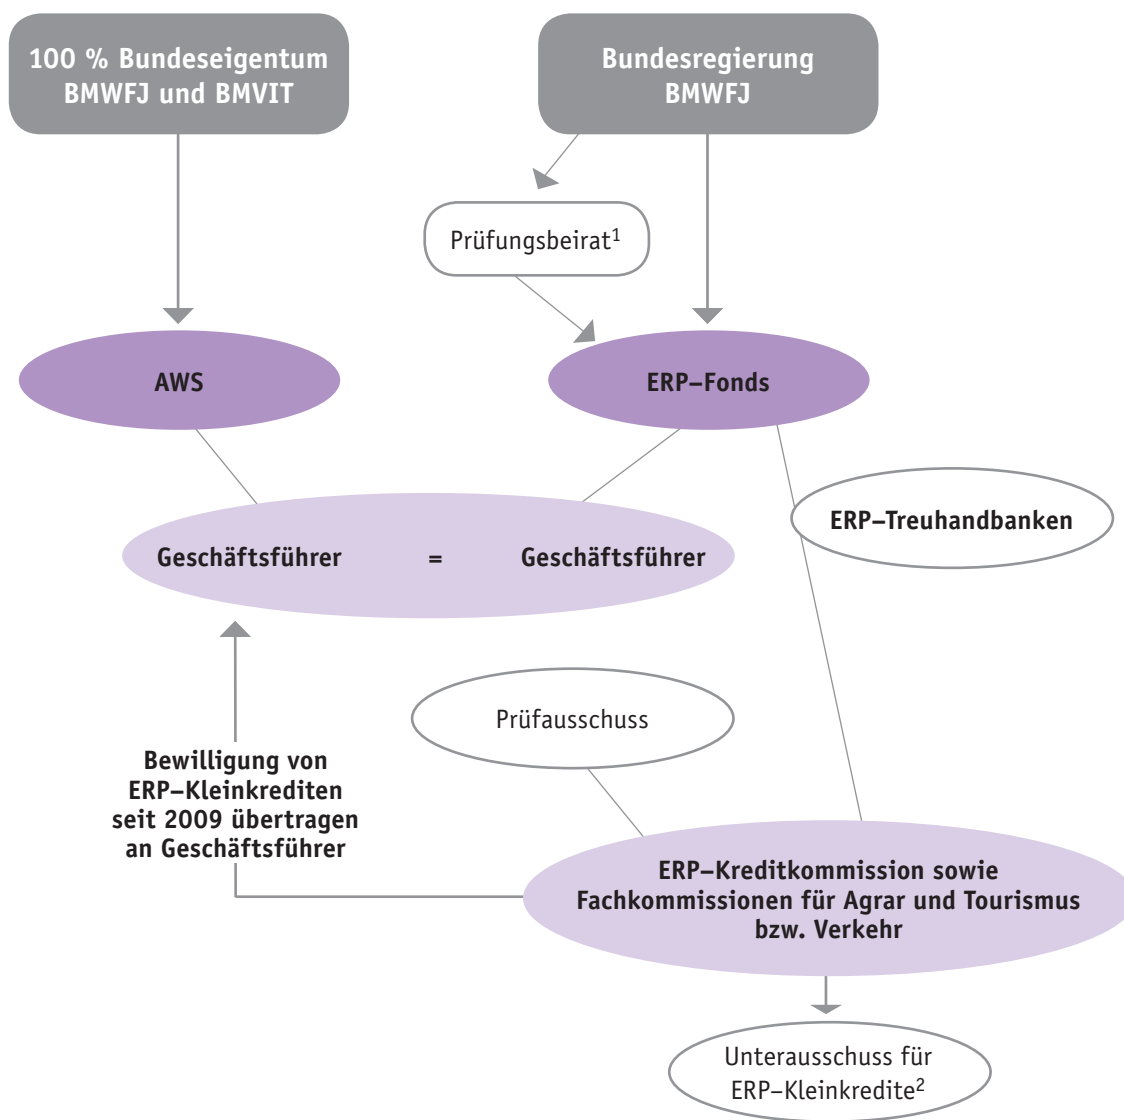 100 % Bundeseigentum
BMWFJ und BMVIT
Bundesregierung
BMWFJ
Prüfungsbeirat¹
AWS
ERP–Fonds
ERP–Treuhandbanken
Geschäftsführer = Geschäftsführer
Prüfausschuss
Bewilligung von
ERP–Kleinkrediten
seit 2009 übertragen
an Geschäftsführer
ERP–Kreditkommission sowie
Fachkommissionen für Agrar und Tourismus
bzw. Verkehr
Unterausschuss für
ERP–Kleinkredite²